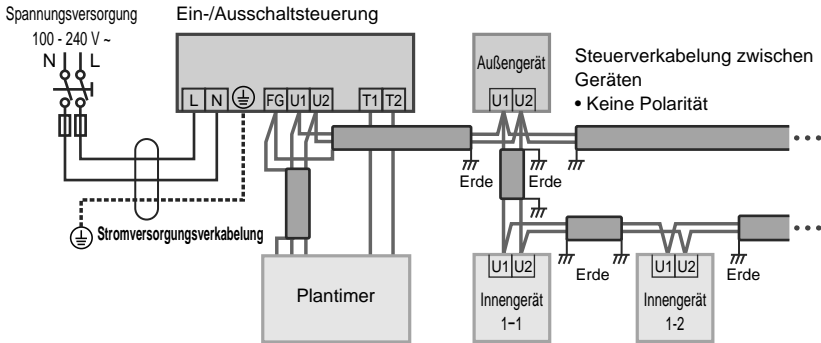 Spannungsversorgung
100 - 240 V ~
N L
Ein-/Ausschaltsteuerung
L N FG U1 U2 T1 T2
Außengerät
U1 U2
Steuerverkabelung zwischen
Geräten
• Keine Polarität
Erde Erde
Stromversorgungsverkabelung
Plantimer
U1 U2
Innengerät
1−1
Erde
U1 U2
Innengerät
1-2
Erde